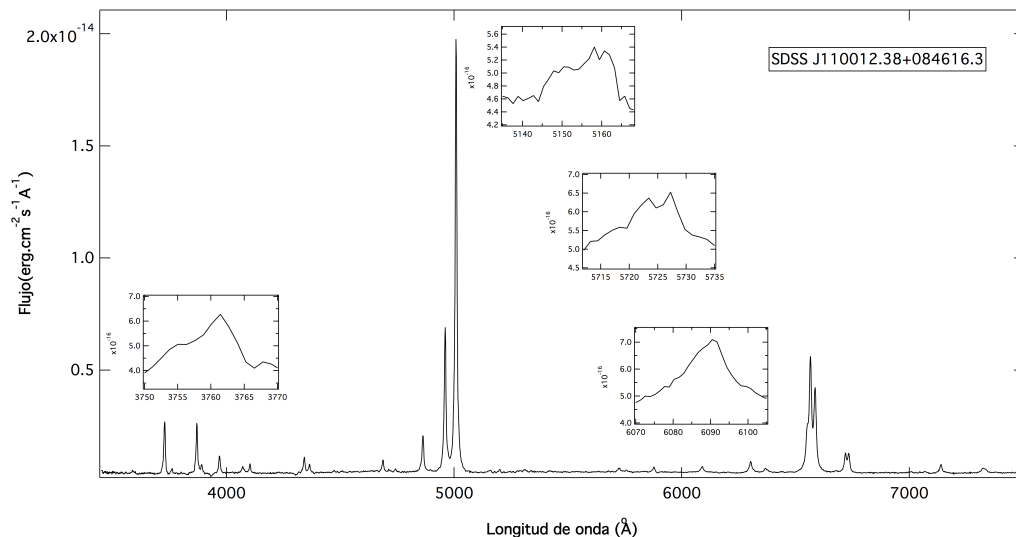 SDSS J110012.38+084616.3
Flujo(erg.cm⁻²s⁻¹A⁻¹)
2.0x10⁻¹⁴
1.5
1.0
0.5
4000 5000 6000 7000
Longitud de onda (Å)
x10⁻¹⁶
5.6
5.4
5.2
5.0
4.8
4.6
4.4
4.2
5140 5150 5160
x10⁻¹⁶
7.0
6.5
6.0
5.5
5.0
4.5
5715 5720 5725 5730 5735
x10⁻¹⁶
7.0
6.0
5.0
4.0
3750 3755 3760 3765 3770
x10⁻¹⁶
7.0
6.0
5.0
4.0
6070 6080 6090 6100